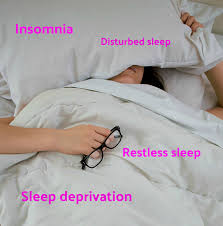 Insomnia
Disturbed sleep
Restless sleep
Sleep deprivation